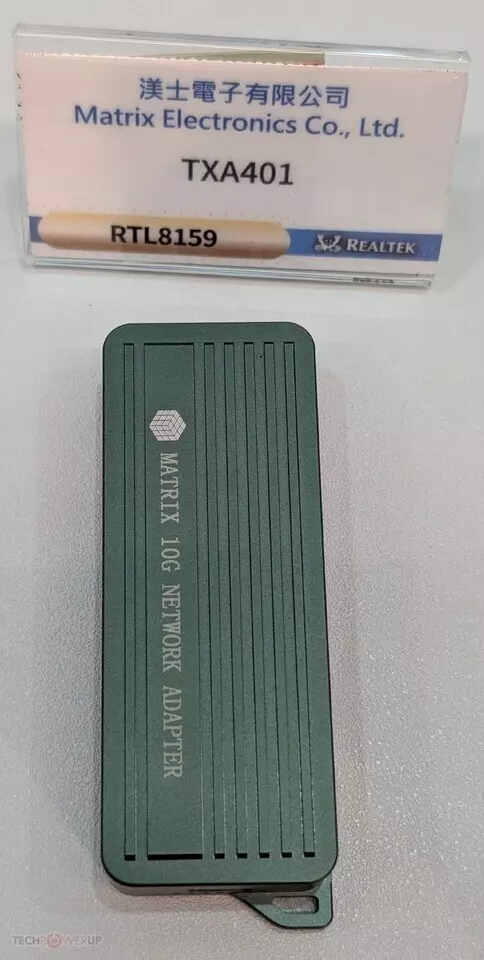 渼士電子有限公司
Matrix Electronics Co., Ltd.
TXA401
RTL8159
REALTEK
MATRIX 10G NETWORK ADAPTER
TECHPOWERUP